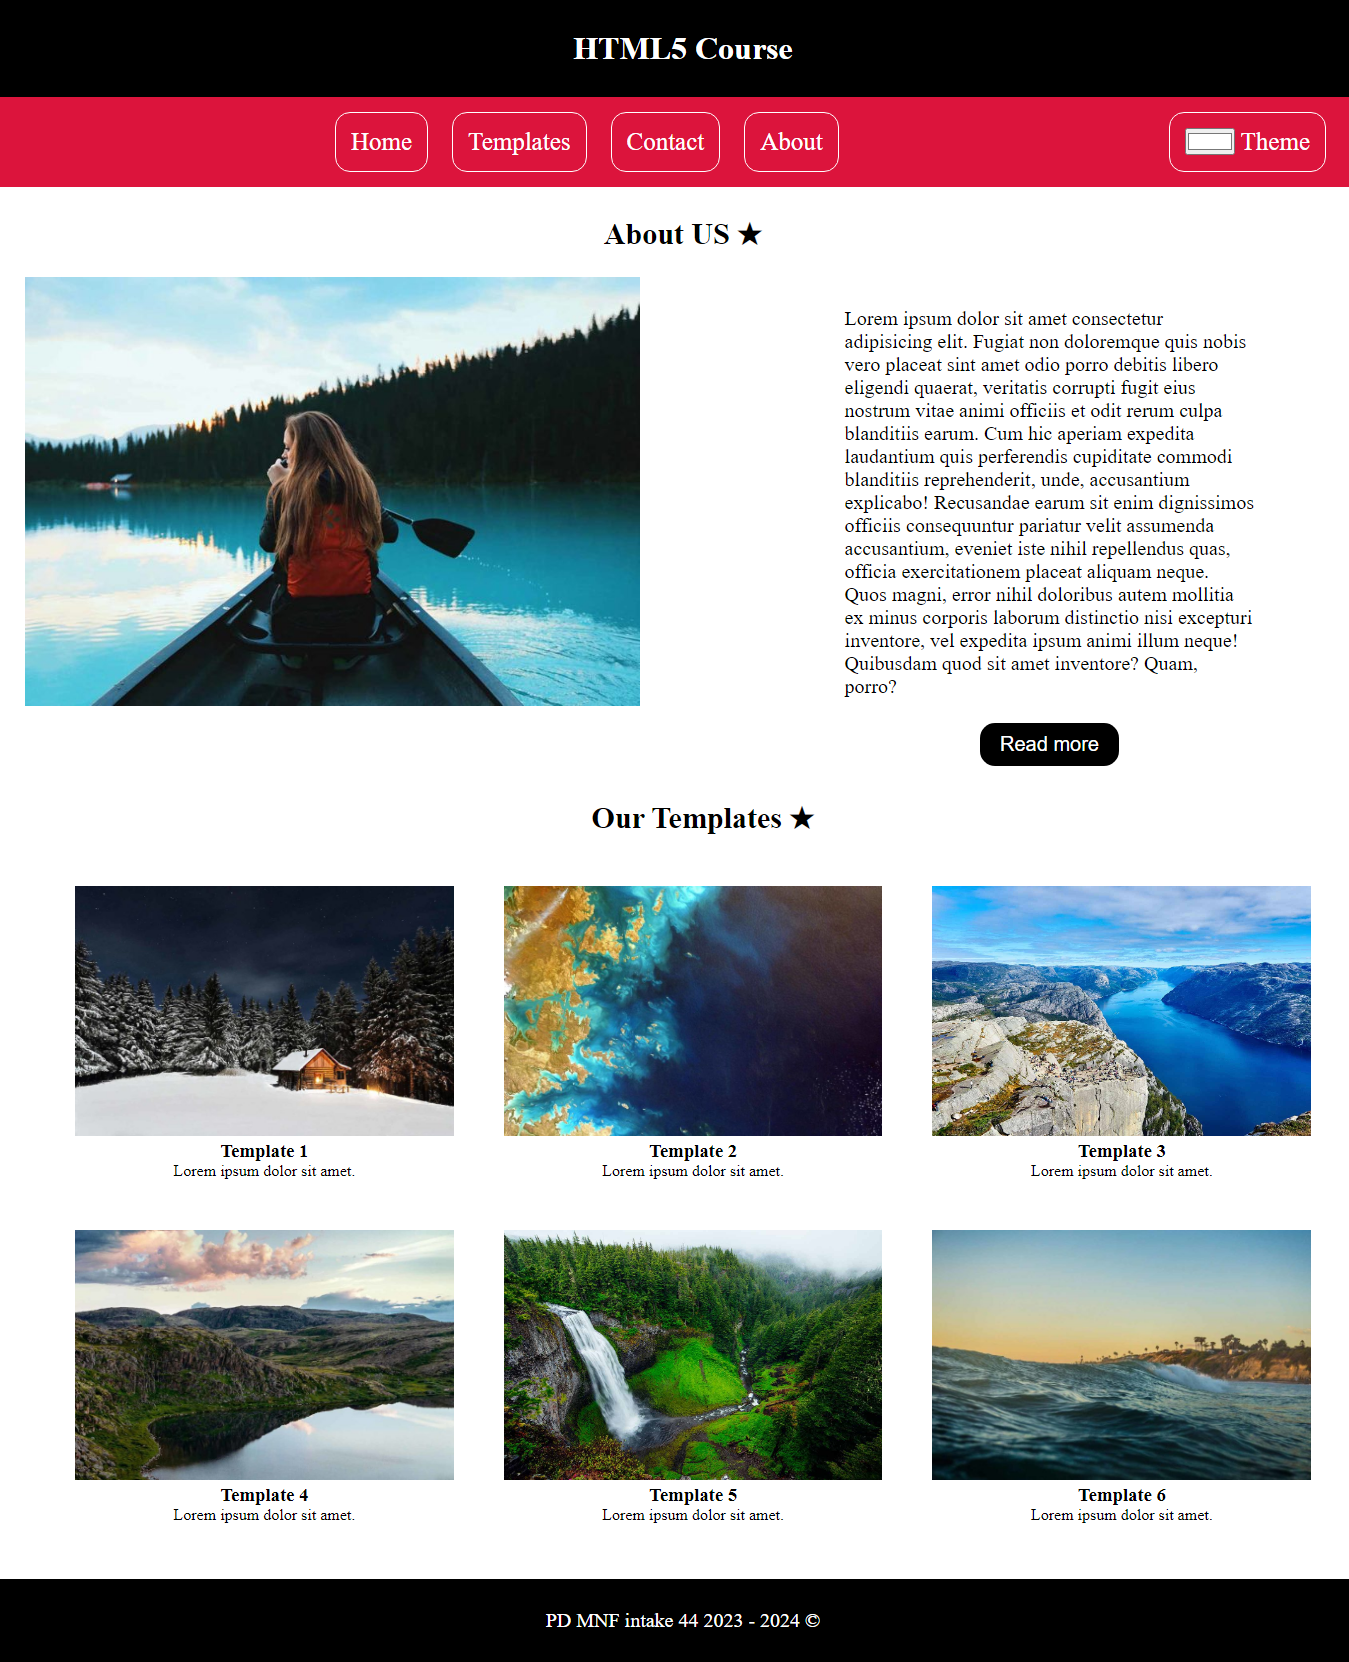 HTML5 Course
Home Templates Contact About Theme
About US ★
Lorem ipsum dolor sit amet consectetur
adipisicing elit. Fugiat non doloremque quis nobis
vero placeat sint amet odio porro debitis libero
eligendi quaerat, veritatis corrupti fugit eius
nostrum vitae animi officiis et odit rerum culpa
blanditiis earum. Cum hic aperiam expedita
laudantium quis perferendis cupiditate commodi
blanditiis reprehenderit, unde, accusantium
explicabo! Recusandae earum sit enim dignissimos
officiis consequuntur pariatur velit assumenda
accusantium, eveniet iste nihil repellendus quas,
officia exercitationem placeat aliquam neque.
Quos magni, error nihil doloribus autem mollitia
ex minus corporis laborum distinctio nisi excepturi
inventore, vel expedita ipsum animi illum neque!
Quibusdam quod sit amet inventore? Quam,
porro?
Read more
Our Templates ★
Template 1
Lorem ipsum dolor sit amet.
Template 2
Lorem ipsum dolor sit amet.
Template 3
Lorem ipsum dolor sit amet.
Template 4
Lorem ipsum dolor sit amet.
Template 5
Lorem ipsum dolor sit amet.
Template 6
Lorem ipsum dolor sit amet.
PD MNF intake 44 2023 - 2024 ©